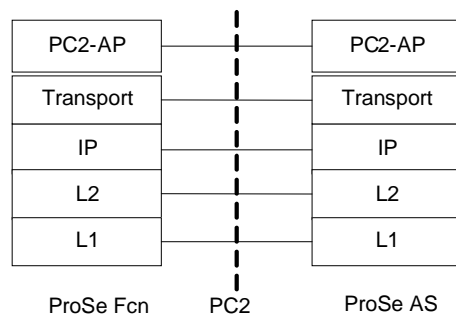 PC2-AP PC2-AP
Transport Transport
IP IP
L2 L2
L1 L1
ProSe Fcn PC2 ProSe AS